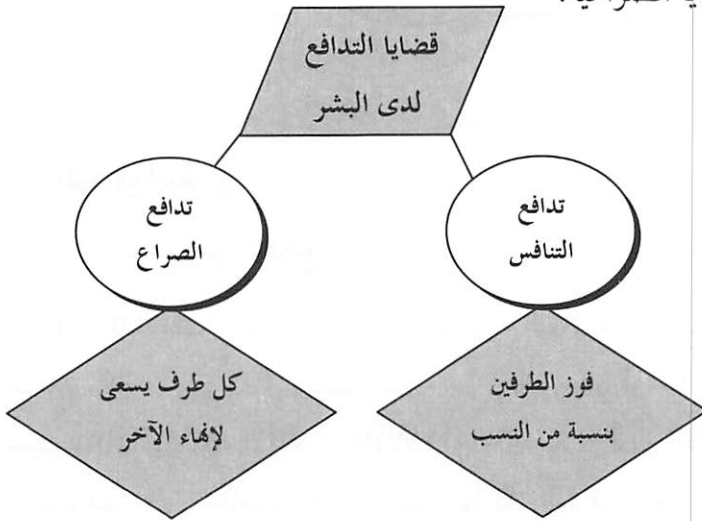 قضايا التدافع
لدى البشر
تدافع
التنافس
تدافع
الصراع
فوز الطرفين
بنسبة من النسب
كل طرف يسعى
لإنهاء الآخر